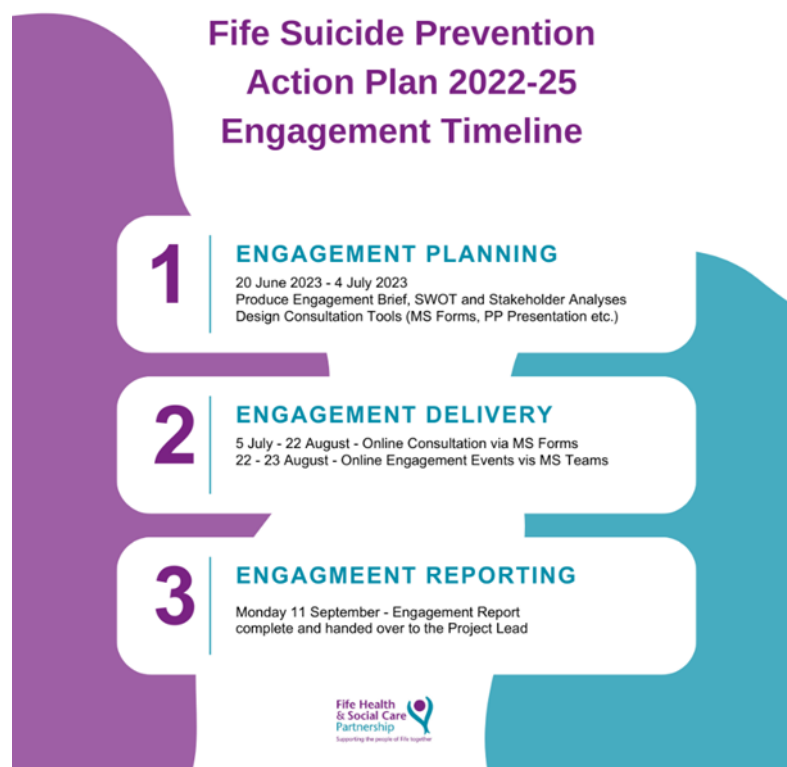 Fife Suicide Prevention
Action Plan 2022-25
Engagement Timeline
1
ENGAGEMENT PLANNING
20 June 2023 - 4 July 2023
Produce Engagement Brief, SWOT and Stakeholder Analyses
Design Consultation Tools (MS Forms, PP Presentation etc.)
2
ENGAGEMENT DELIVERY
5 July - 22 August - Online Consultation via MS Forms
22 - 23 August - Online Engagement Events vis MS Teams
3
ENGAGMEENT REPORTING
Monday 11 September - Engagement Report
complete and handed over to the Project Lead
Fife Health
& Social Care
Partnership
Supporting the people of Fife together